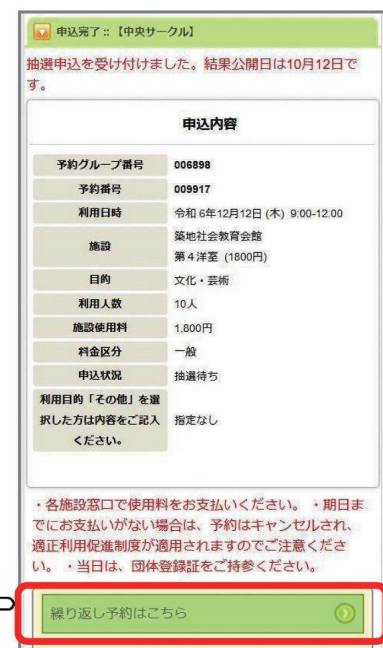 申込完了 :: 【中央サークル】
抽選申込を受け付けました。結果公開日は10月12日で
す。
申込内容
予約グループ番号 006898
予約番号 009917
利用日時 令和 6年12月12日 (木) 9:00-12:00
施設 築地社会教育会館
第４洋室 (1800円)
目的 文化・芸術
利用人数 10人
施設使用料 1,800円
料金区分 一般
申込状況 抽選待ち
利用目的「その他」を選
択した方は内容をご記入 指定なし
ください。
・各施設窓口で使用料をお支払いください。 ・期日ま
でにお支払いがない場合は、予約はキャンセルされ、
適正利用促進制度が適用されますのでご注意くださ
い。 ・当日は、団体登録証をご持参ください。
繰り返し予約はこちら